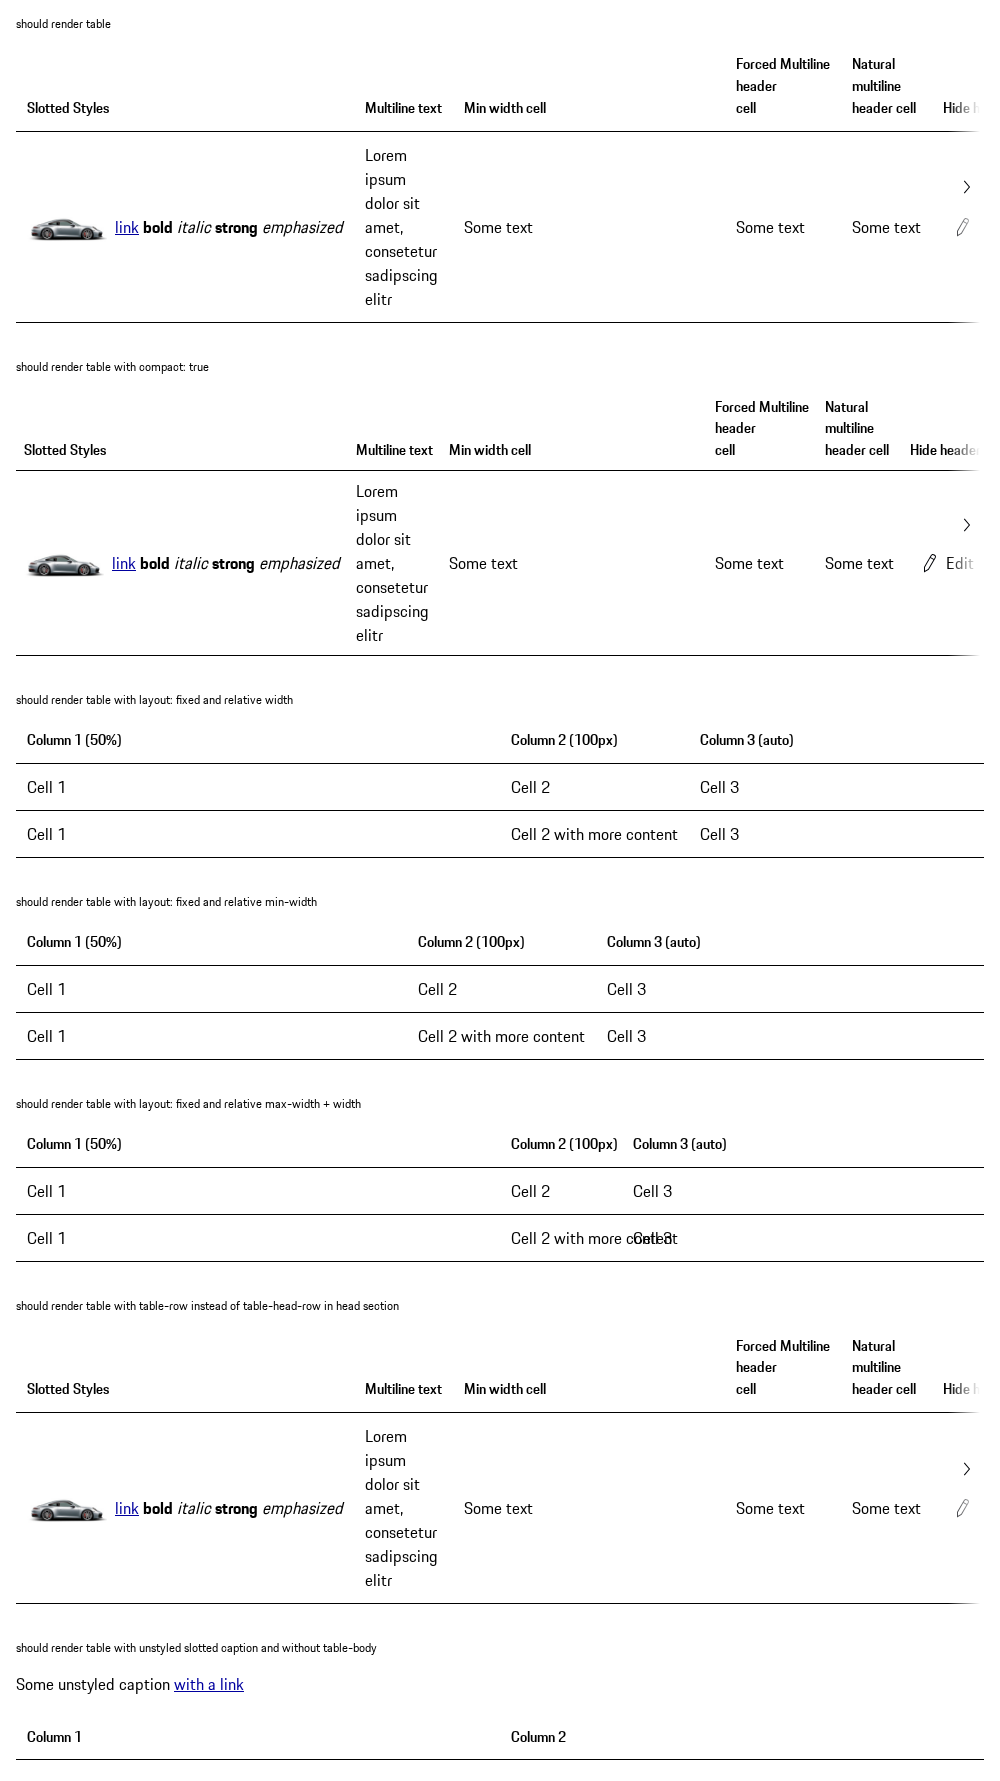 should render table
Forced Multiline Natural
header multiline
Slotted Styles Multiline text Min width cell cell header cell Hide
Lorem
ipsum
dolor sit
link bold italic strong emphasized amet, Some text Some text Some text
consetetur
sadipscing
elitr
should render table with compact: true
Forced Multiline Natural
header multiline
Slotted Styles Multiline text Min width cell cell header cell Hide header
Lorem
ipsum
dolor sit
link bold italic strong emphasized amet, Some text Some text Some text Edit
consetetur
sadipscing
elitr
should render table with layout: fixed and relative width
Column 1 (50%) Column 2 (100px) Column 3 (auto)
Cell 1 Cell 2 Cell 3
Cell 1 Cell 2 with more content Cell 3
should render table with layout: fixed and relative min-width
Column 1 (50%) Column 2 (100px) Column 3 (auto)
Cell 1 Cell 2 Cell 3
Cell 1 Cell 2 with more content Cell 3
should render table with layout: fixed and relative max-width + width
Column 1 (50%) Column 2 (100px) Column 3 (auto)
Cell 1 Cell 2 Cell 3
Cell 1 Cell 2 with more content Cell 3
should render table with table-row instead of table-head-row in head section
Forced Multiline Natural
header multiline
Slotted Styles Multiline text Min width cell cell header cell Hide
Lorem
ipsum
dolor sit
link bold italic strong emphasized amet, Some text Some text Some text
consetetur
sadipscing
elitr
should render table with unstyled slotted caption and without table-body
Some unstyled caption with a link
Column 1 Column 2